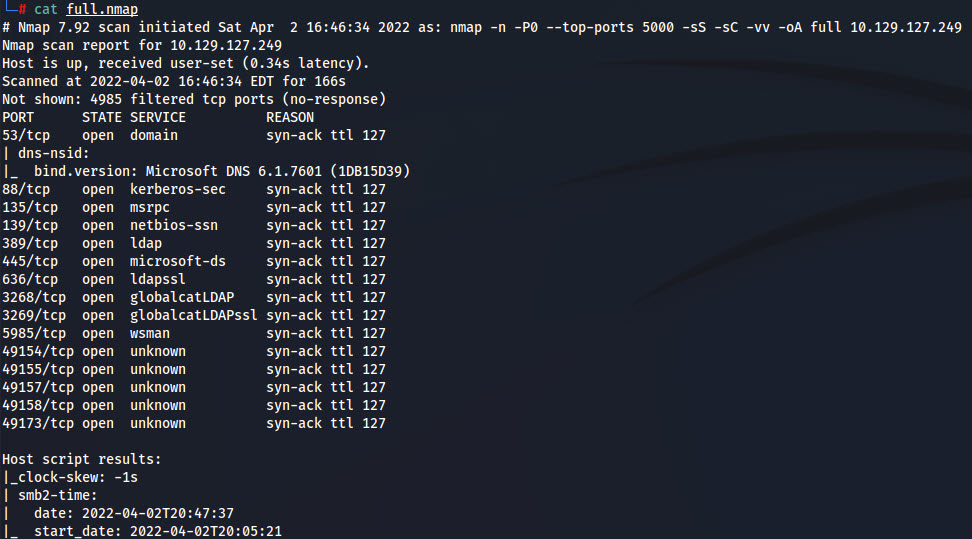 └─# cat full.nmap
# Nmap 7.92 scan initiated Sat Apr  2 16:46:34 2022 as: nmap -n -P0 --top-ports 5000 -sS -sC -vv -oA full 10.129.127.249
Nmap scan report for 10.129.127.249
Host is up, received user-set (0.34s latency).
Scanned at 2022-04-02 16:46:34 EDT for 166s
Not shown: 4985 filtered tcp ports (no-response)
PORT      STATE SERVICE          REASON
53/tcp    open  domain           syn-ack ttl 127
| dns-nsid:
|_  bind.version: Microsoft DNS 6.1.7601 (1DB15D39)
88/tcp    open  kerberos-sec     syn-ack ttl 127
135/tcp   open  msrpc            syn-ack ttl 127
139/tcp   open  netbios-ssn      syn-ack ttl 127
389/tcp   open  ldap             syn-ack ttl 127
445/tcp   open  microsoft-ds     syn-ack ttl 127
636/tcp   open  ldapssl          syn-ack ttl 127
3268/tcp  open  globalcatLDAP    syn-ack ttl 127
3269/tcp  open  globalcatLDAPssl syn-ack ttl 127
5985/tcp  open  wsman            syn-ack ttl 127
49154/tcp open  unknown          syn-ack ttl 127
49155/tcp open  unknown          syn-ack ttl 127
49157/tcp open  unknown          syn-ack ttl 127
49158/tcp open  unknown          syn-ack ttl 127
49173/tcp open  unknown          syn-ack ttl 127
Host script results:
|_clock-skew: -1s
| smb2-time:
|   date: 2022-04-02T20:47:37
|_  start_date: 2022-04-02T20:05:21